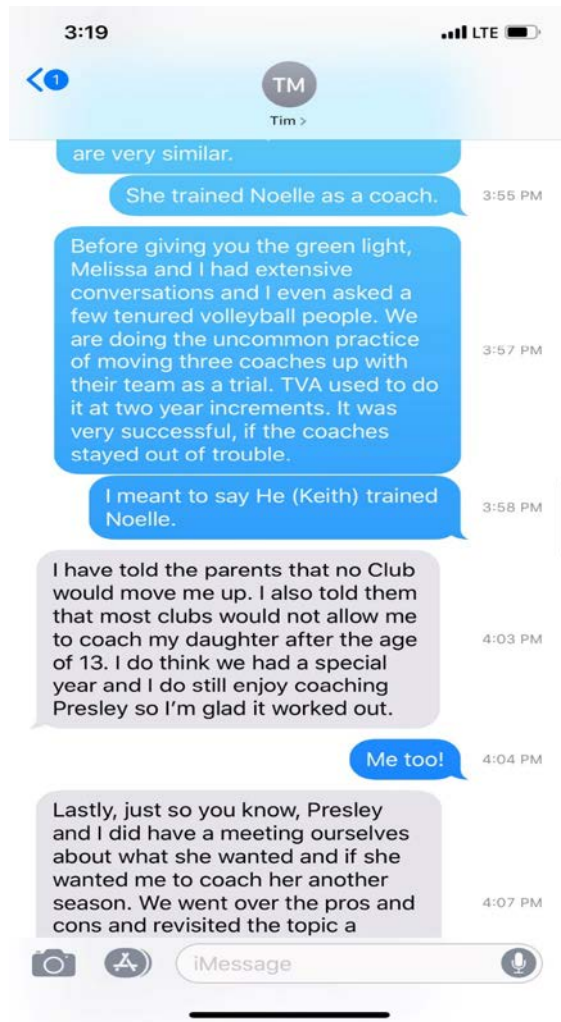 3:19
LTE
1
TM
Tim >
are very similar.
She trained Noelle as a coach.
3:55 PM
Before giving you the green light,
Melissa and I had extensive
conversations and I even asked a
few tenured volleyball people. We
are doing the uncommon practice
of moving three coaches up with
their team as a trial. TVA used to do
it at two year increments. It was
very successful, if the coaches
stayed out of trouble.
3:57 PM
I meant to say He (Keith) trained
Noelle.
3:58 PM
I have told the parents that no Club
would move me up. I also told them
that most clubs would not allow me
to coach my daughter after the age
of 13. I do think we had a special
year and I do still enjoy coaching
Presley so I'm glad it worked out.
4:03 PM
Me too!
4:04 PM
Lastly, just so you know, Presley
and I did have a meeting ourselves
about what she wanted and if she
wanted me to coach her another
season. We went over the pros and
cons and revisited the topic a
4:07 PM
iMessage